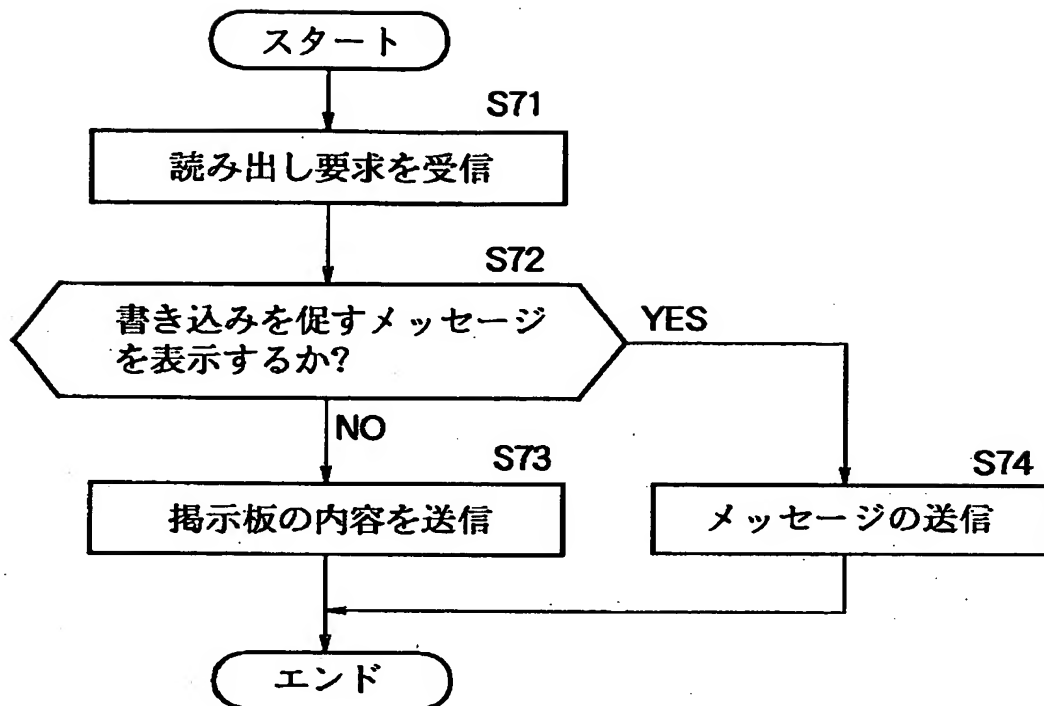 スタート
S71
読み出し要求を受信
S72
書き込みを促すメッセージ
を表示するか?
YES
NO
S73
掲示板の内容を送信
S74
メッセージの送信
エンド